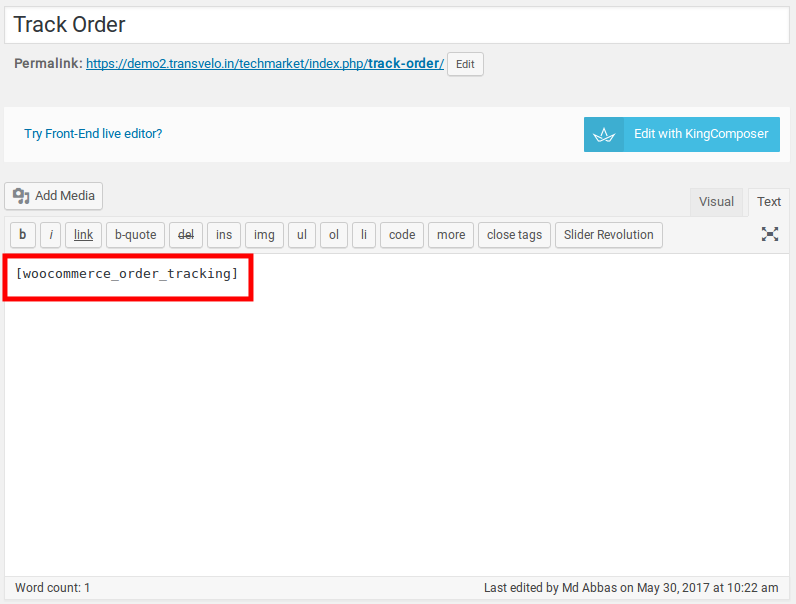 Track Order
Permalink: https://demo2.transvelo.in/techmarket/index.php/track-order/ Edit
Try Front-End live editor? Edit with KingComposer
Add Media Visual Text
b i link b-quote del ins img ul ol li code more close tags Slider Revolution
[woocommerce_order_tracking]
Word count: 1 Last edited by Md Abbas on May 30, 2017 at 10:22 am